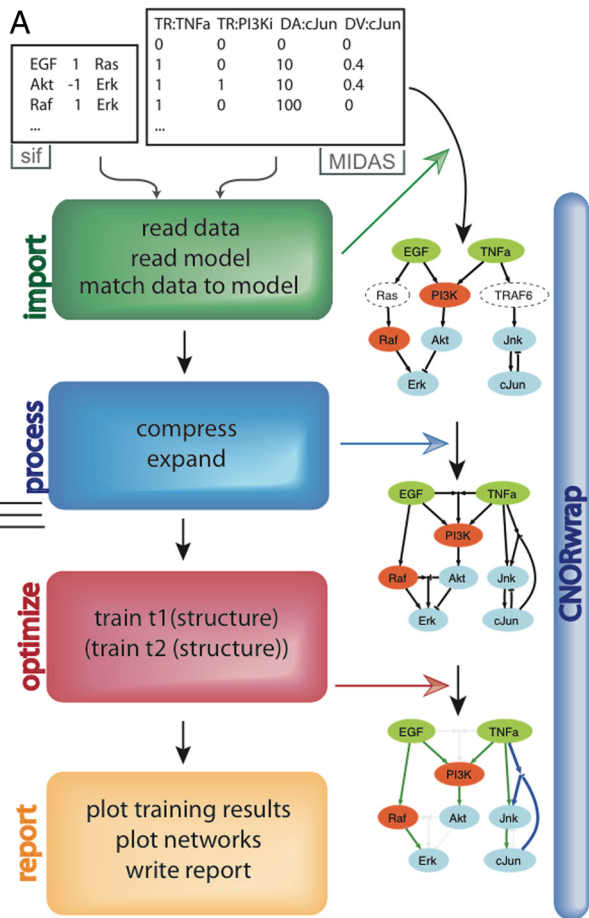 A
TR:TNFa TR:PI3Ki DA:cJun DV:cJun
0 0 0 0
1 0 10 0.4
1 1 10 0.4
1 0 100 0
...
MIDAS
EGF 1 Ras
Akt -1 Erk
Raf 1 Erk
...
sif
import
read data
read model
match data to model
EGF TNFa
Ras PI3K TRAF6
Raf Akt Jnk
Erk cJun
process
compress
expand
EGF TNFa
PI3K
Raf Akt Jnk
Erk cJun
optimize
train t1(structure)
(train t2 (structure))
EGF TNFa
PI3K
Raf Akt Jnk
Erk cJun
report
plot training results
plot networks
write report
CNORwrap